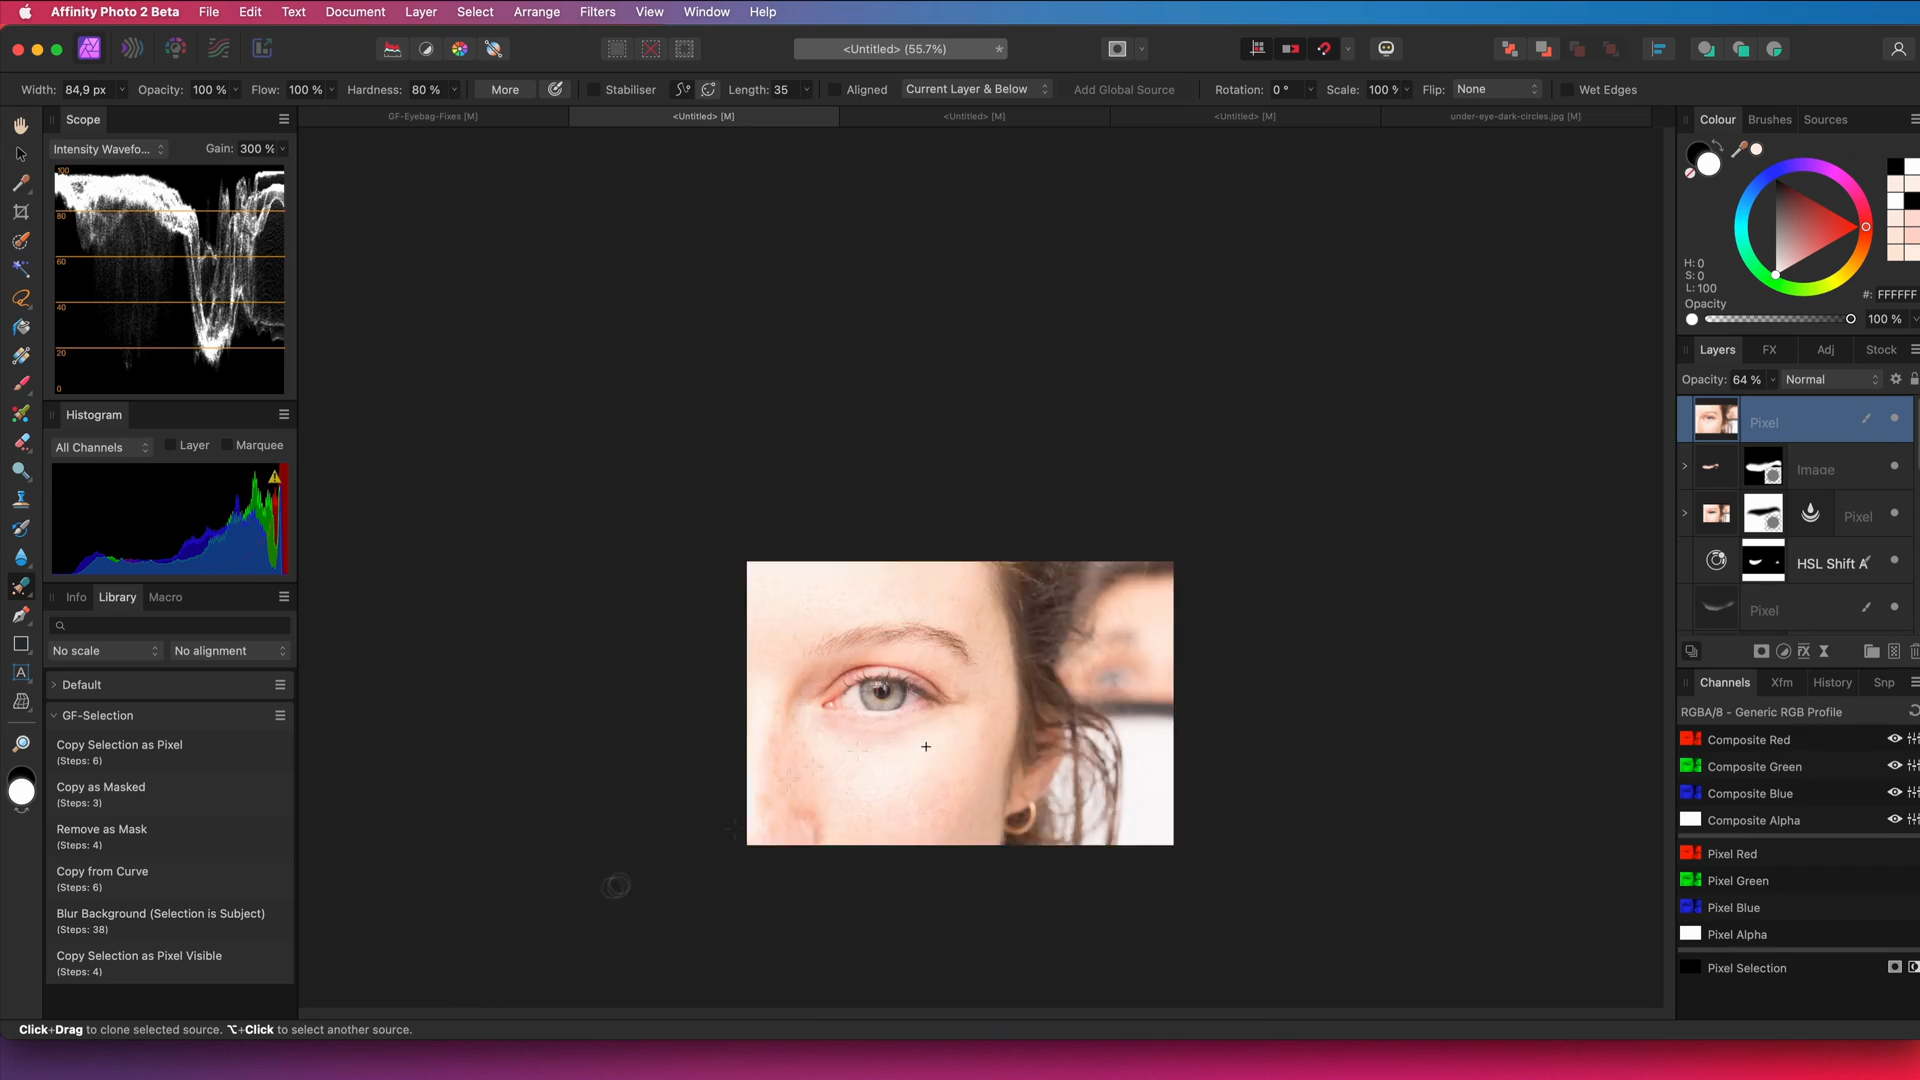 Affinity Photo 2 Beta File Edit Text Document Layer Select Arrange Filters View Window Help
<Untitled> (55.7%) *
Width: 84,9 px Opacity: 100 % Flow: 100 % Hardness: 80 % More Stabiliser Length: 35 Aligned Current Layer & Below Add Global Source Rotation: 0 ° Scale: 100 % Flip: None Wet Edges
GF-Eyebag-Fixes [M] <Untitled> [M] <Untitled> [M] <Untitled> [M] under-eye-dark-circles.jpg [M]
Scope
Intensity Wavefo... Gain: 300 %
100
80
60
40
20
0
Histogram
All Channels Layer Marquee
Info Library Macro
No scale No alignment
Default
GF-Selection
Copy Selection as Pixel
(Steps: 6)
Copy as Masked
(Steps: 3)
Remove as Mask
(Steps: 4)
Copy from Curve
(Steps: 6)
Blur Background (Selection is Subject)
(Steps: 38)
Copy Selection as Pixel Visible
(Steps: 4)
Colour Brushes Sources
H: 0
S: 0
L: 100
#: FFFFFF
Opacity
100 %
Layers FX Adj Stock
Opacity: 64 % Normal
Pixel
Image
Pixel
HSL Shift A
Pixel
Channels Xfm History Snp
RGBA/8 - Generic RGB Profile
Composite Red
Composite Green
Composite Blue
Composite Alpha
Pixel Red
Pixel Green
Pixel Blue
Pixel Alpha
Pixel Selection
Click+Drag to clone selected source. ⌥+Click to select another source.